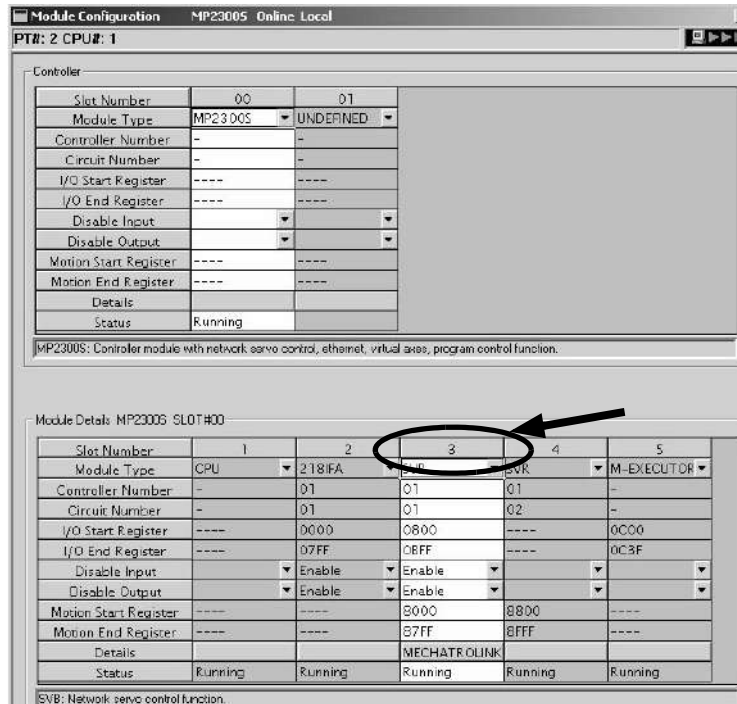 Module Configuration MP2300S Online Local
PT#: 2 CPU#: 1
Controller
Slot Number 00 01
Module Type MP2300S UNDEFINED
Controller Number - -
Circuit Number - -
I/O Start Register ---- ----
I/O End Register ---- ----
Disable Input
Disable Output
Motion Start Register ---- ----
Motion End Register ---- ----
Details
Status Running
MP2300S: Controller module with network servo control, ethernet, virtual axes, program control function.
Module Details MP2300S SLOT#00
Slot Number 1 2 3 4 5
Module Type CPU 218IFA SVB SVR M-EXECUTOR
Controller Number - 01 01 01 -
Circuit Number - 01 01 02 -
I/O Start Register ---- 0000 0800 ---- 0C00
I/O End Register ---- 07FF 0BFF ---- 0C3F
Disable Input Enable Enable
Disable Output Enable Enable
Motion Start Register ---- ---- 8000 8800 ----
Motion End Register ---- ---- 87FF 8FFF ----
Details MECHATROLINK
Status Running Running Running Running Running
SVB: Network servo control function.